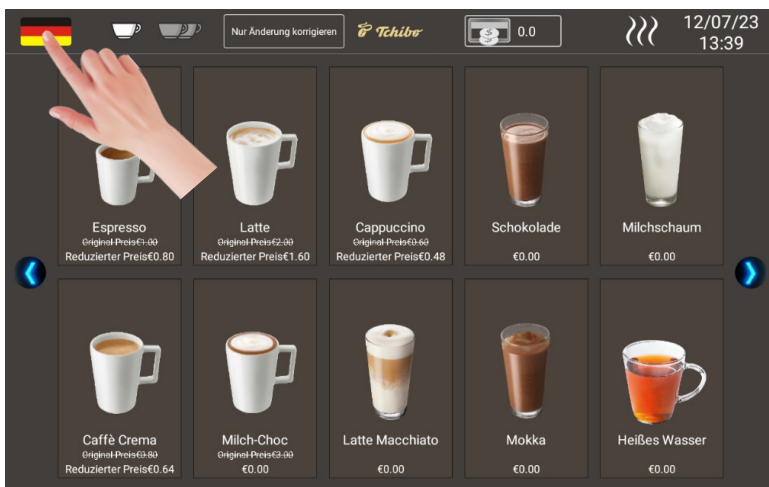 Nur Änderung korrigieren
Tchibo
0.0
12/07/23
13:39
Espresso
Original Preis€1.00
Reduzierter Preis€0.80
Latte
Original Preis€2.00
Reduzierter Preis€1.60
Cappuccino
Original Preis€0.60
Reduzierter Preis€0.48
Schokolade
€0.00
Milchschaum
€0.00
Caffè Crema
Original Preis€0.80
Reduzierter Preis€0.64
Milch-Choc
Original Preis€3.00
€0.00
Latte Macchiato
€0.00
Mokka
€0.00
Heißes Wasser
€0.00